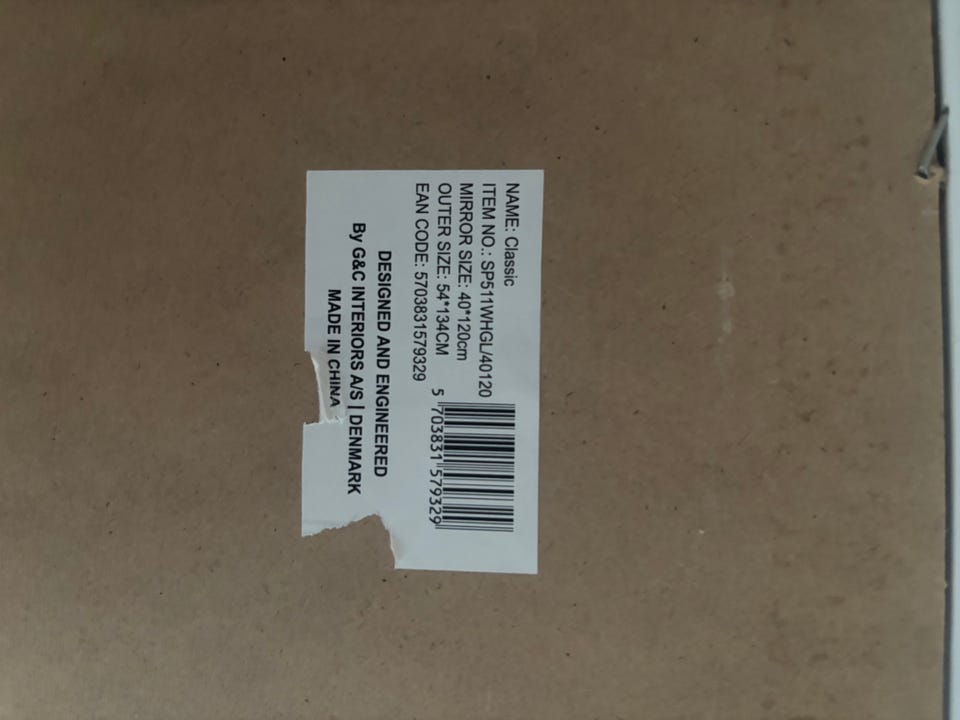 NAME: Classic
ITEM NO.: SP511WHGL/40120
MIRROR SIZE: 40*120cm
OUTER SIZE: 54*134CM
EAN CODE: 5703831579329
5 703831 579329
DESIGNED AND ENGINEERED
By G&C INTERIORS A/S | DENMARK
MADE IN CHINA